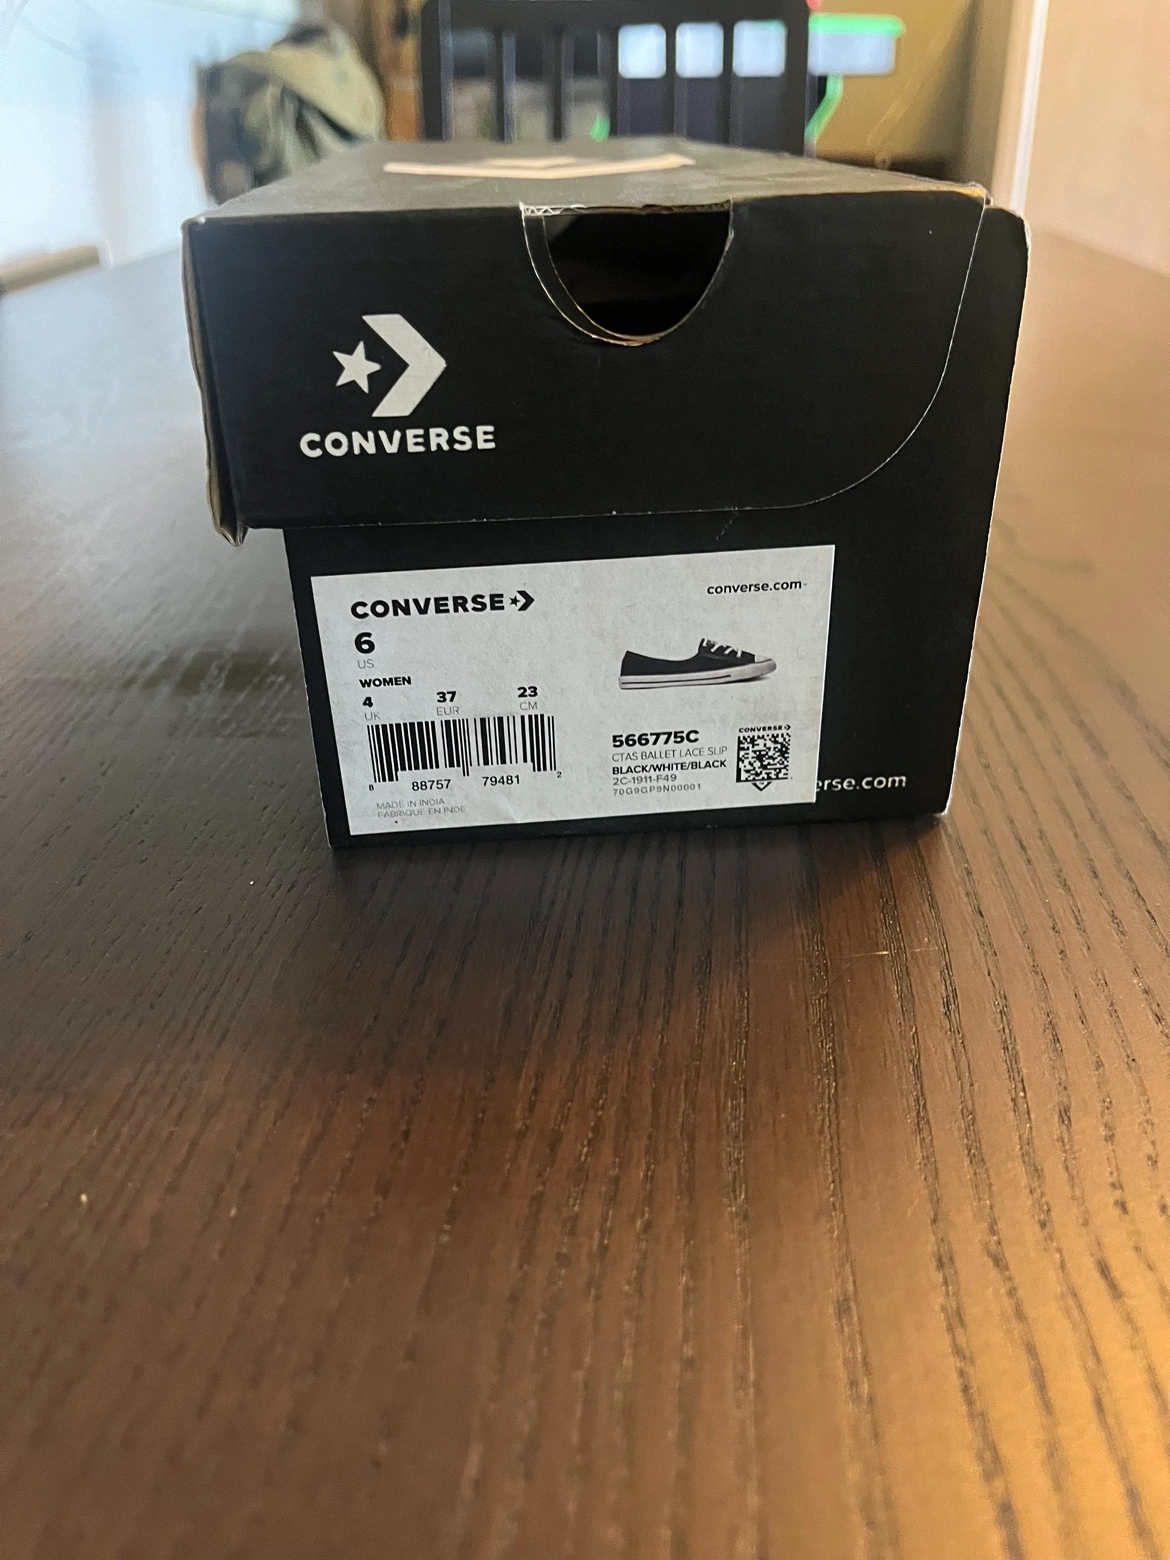 CONVERSE
CONVERSE
converse.com
6
US
WOMEN
4 37 23
UK EUR CM
8 88757 79481 2
MADE IN INDIA
FABRIQUÉ EN INDE
566775C
CTAS BALLET LACE SLIP
BLACK/WHITE/BLACK
2C-1911-F49
70G9GP9N00001
CONVERSE
erse.com